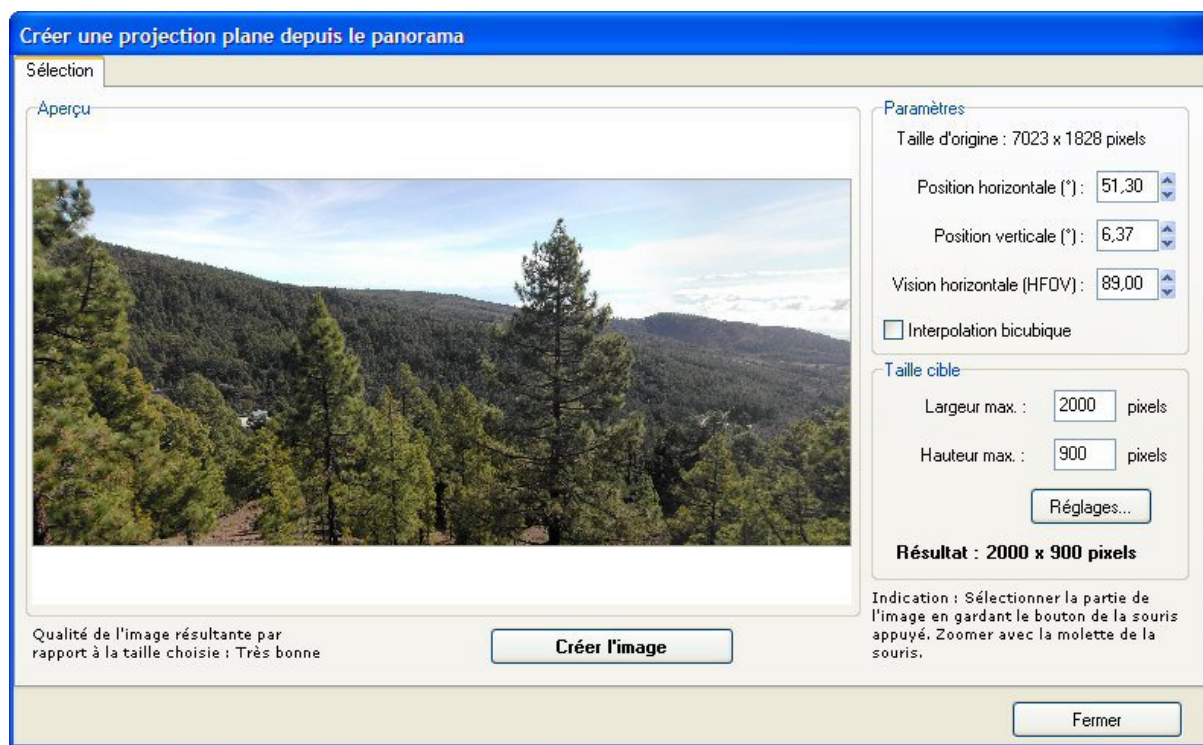 Créer une projection plane depuis le panorama
Sélection
Aperçu
Paramètres
Taille d'origine : 7023 x 1828 pixels
Position horizontale (°) : 51,30
Position verticale (°) : 6,37
Vision horizontale (HFOV) : 89,00
Interpolation bicubique
Taille cible
Largeur max. : 2000 pixels
Hauteur max. : 900 pixels
Réglages...
Résultat : 2000 x 900 pixels
Indication : Sélectionner la partie de
l'image en gardant le bouton de la souris
appuyé. Zoomer avec la molette de la
souris.
Qualité de l'image résultante par
rapport à la taille choisie : Très bonne
Créer l'image
Fermer